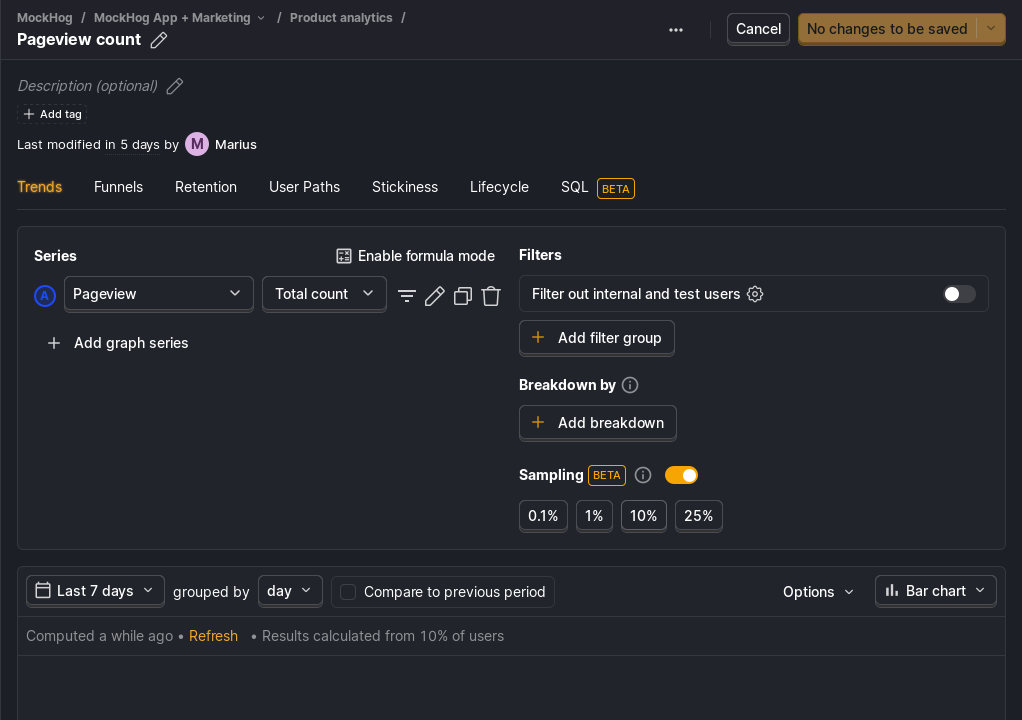 MockHog / MockHog App + Marketing / Product analytics /
Pageview count
Cancel
No changes to be saved
Description (optional)
Add tag
Last modified in 5 days by M Marius
Trends Funnels Retention User Paths Stickiness Lifecycle SQL BETA
Series
Enable formula mode
A Pageview Total count
Add graph series
Filters
Filter out internal and test users
Add filter group
Breakdown by
Add breakdown
Sampling BETA
0.1% 1% 10% 25%
Last 7 days grouped by day Compare to previous period Options Bar chart
Computed a while ago • Refresh • Results calculated from 10% of users